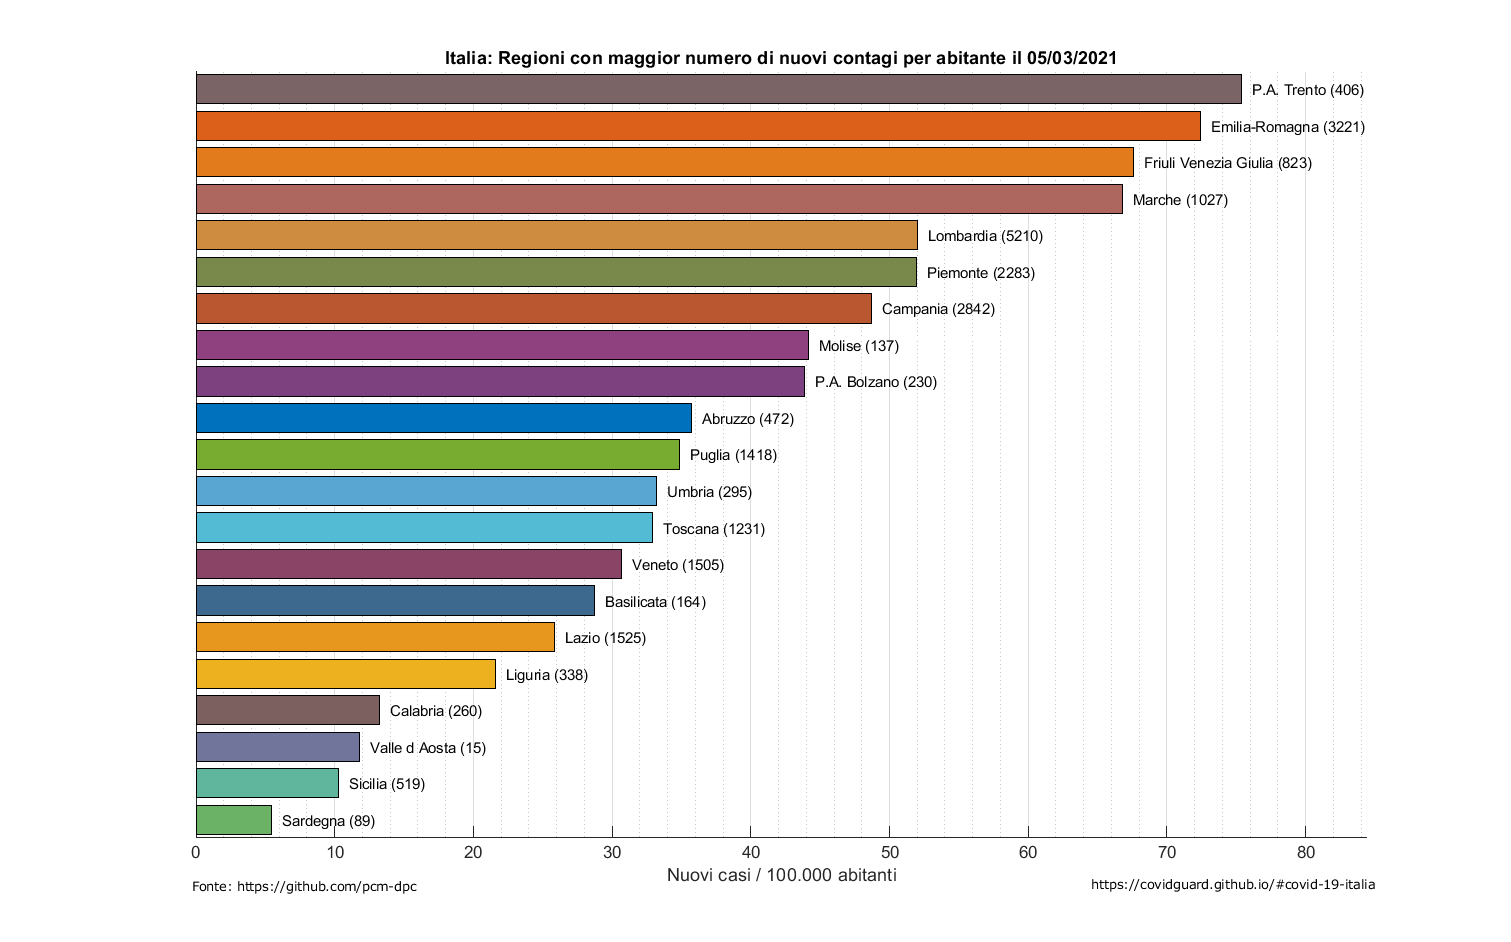 Italia: Regioni con maggior numero di nuovi contagi per abitante il 05/03/2021
P.A. Trento (406)
Emilia-Romagna (3221)
Friuli Venezia Giulia (823)
Marche (1027)
Lombardia (5210)
Piemonte (2283)
Campania (2842)
Molise (137)
P.A. Bolzano (230)
Abruzzo (472)
Puglia (1418)
Umbria (295)
Toscana (1231)
Veneto (1505)
Basilicata (164)
Lazio (1525)
Liguria (338)
Calabria (260)
Valle d Aosta (15)
Sicilia (519)
Sardegna (89)
0 10 20 30 40 50 60 70 80
Nuovi casi / 100.000 abitanti
Fonte: https://github.com/pcm-dpc
https://covidguard.github.io/#covid-19-italia